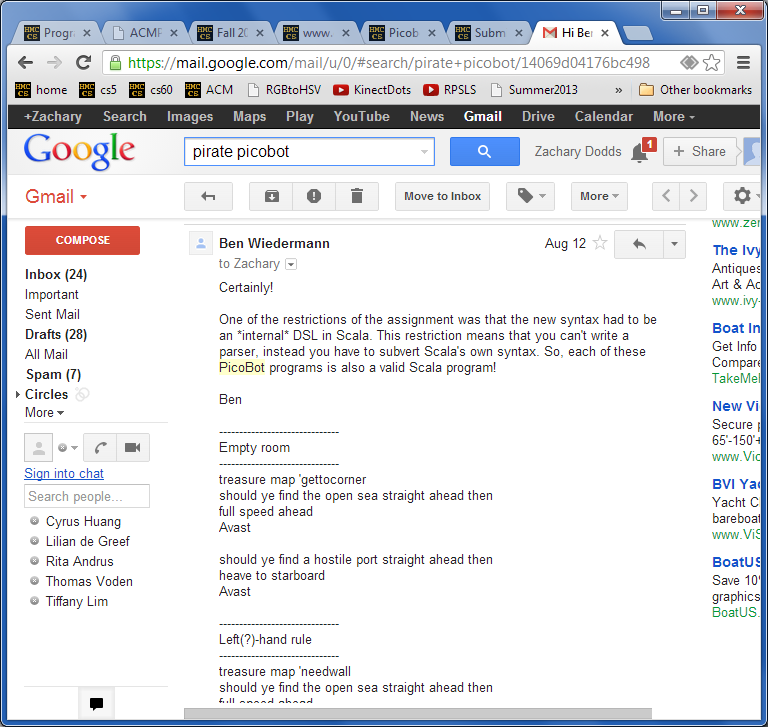 Progra
ACMP
Fall 20
www.
Picob
Subm
Hi Ber
https://mail.google.com/mail/u/0/#search/pirate+picobot/14069d04176bc498
home cs5 cs60 ACM RGBtoHSV KinectDots RPSLS Summer2013 » Other bookmarks
+Zachary Search Images Maps Play YouTube News Gmail Drive Calendar More
Google
pirate picobot
Zachary Dodds 1 + Share
Gmail
Move to Inbox More
COMPOSE
Inbox (24)
Important
Sent Mail
Drafts (28)
All Mail
Spam (7)
Circles
More
Sign into chat
Search people...
Cyrus Huang
Lilian de Greef
Rita Andrus
Thomas Voden
Tiffany Lim
Ben Wiedermann Aug 12
to Zachary
Certainly!
One of the restrictions of the assignment was that the new syntax had to be
an *internal* DSL in Scala. This restriction means that you can't write a
parser, instead you have to subvert Scala's own syntax. So, each of these
PicoBot programs is also a valid Scala program!
Ben
------------------------------
Empty room
------------------------------
treasure map 'gettocorner
should ye find the open sea straight ahead then
full speed ahead
Avast
should ye find a hostile port straight ahead then
heave to starboard
Avast
------------------------------
Left(?)-hand rule
------------------------------
treasure map 'needwall
should ye find the open sea straight ahead then
full speed ahead
www.zer
The Ivy
Antiques
Art & Ac
www.ivy-
Boat In
Get Info
Compare
TakeMel
New Vi
Secure p
65'-150'+
www.Vic
BVI Yac
Yacht C
bareboat
www.ViS
BoatUS
Save 10%
graphics
BoatUS.